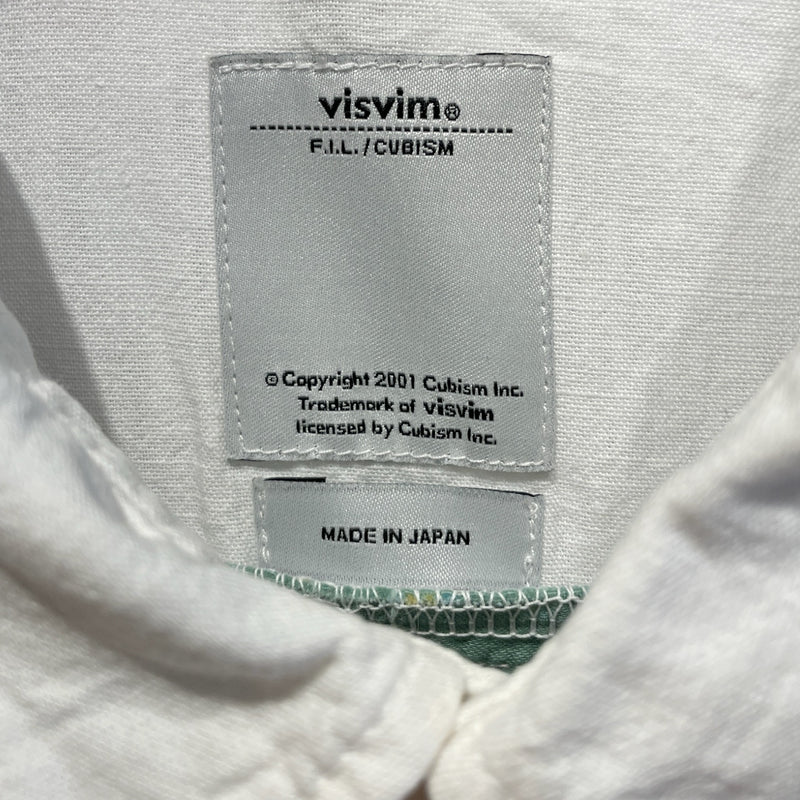 visvim®
F.I.L./CUBISM
© Copyright 2001 Cubism Inc.
Trademark of visvim
licensed by Cubism Inc.
MADE IN JAPAN